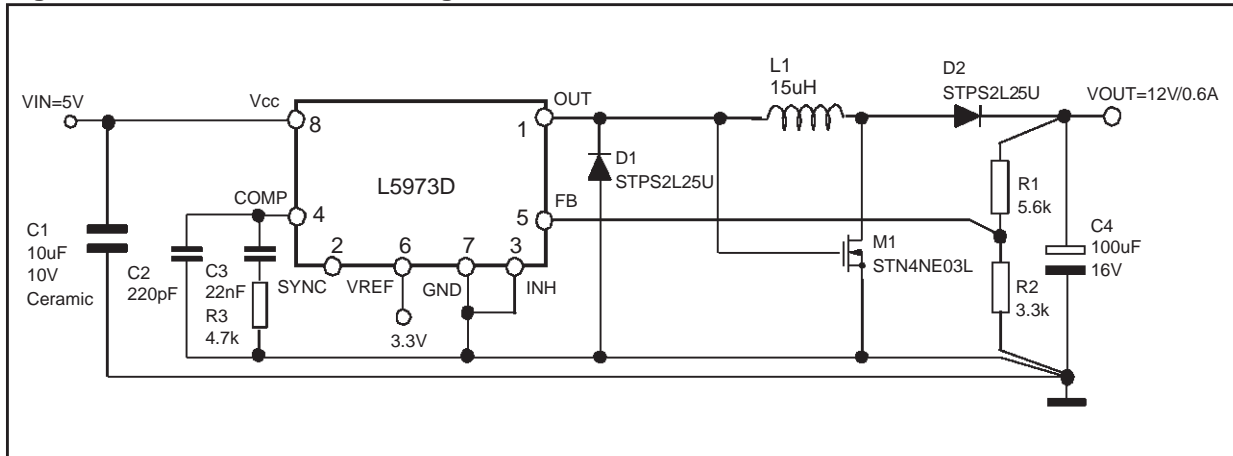 L1
15uH
D2
STPS2L25U
VOUT=12V/0.6A
VIN=5V
Vcc
OUT
8
1
D1
STPS2L25U
L5973D
COMP
4
FB
5
R1
5.6k
C1
10uF
10V
Ceramic
C2
220pF
C3
22nF
R3
4.7k
2
6
7
3
SYNC
VREF
GND
INH
3.3V
M1
STN4NE03L
R2
3.3k
C4
100uF
16V